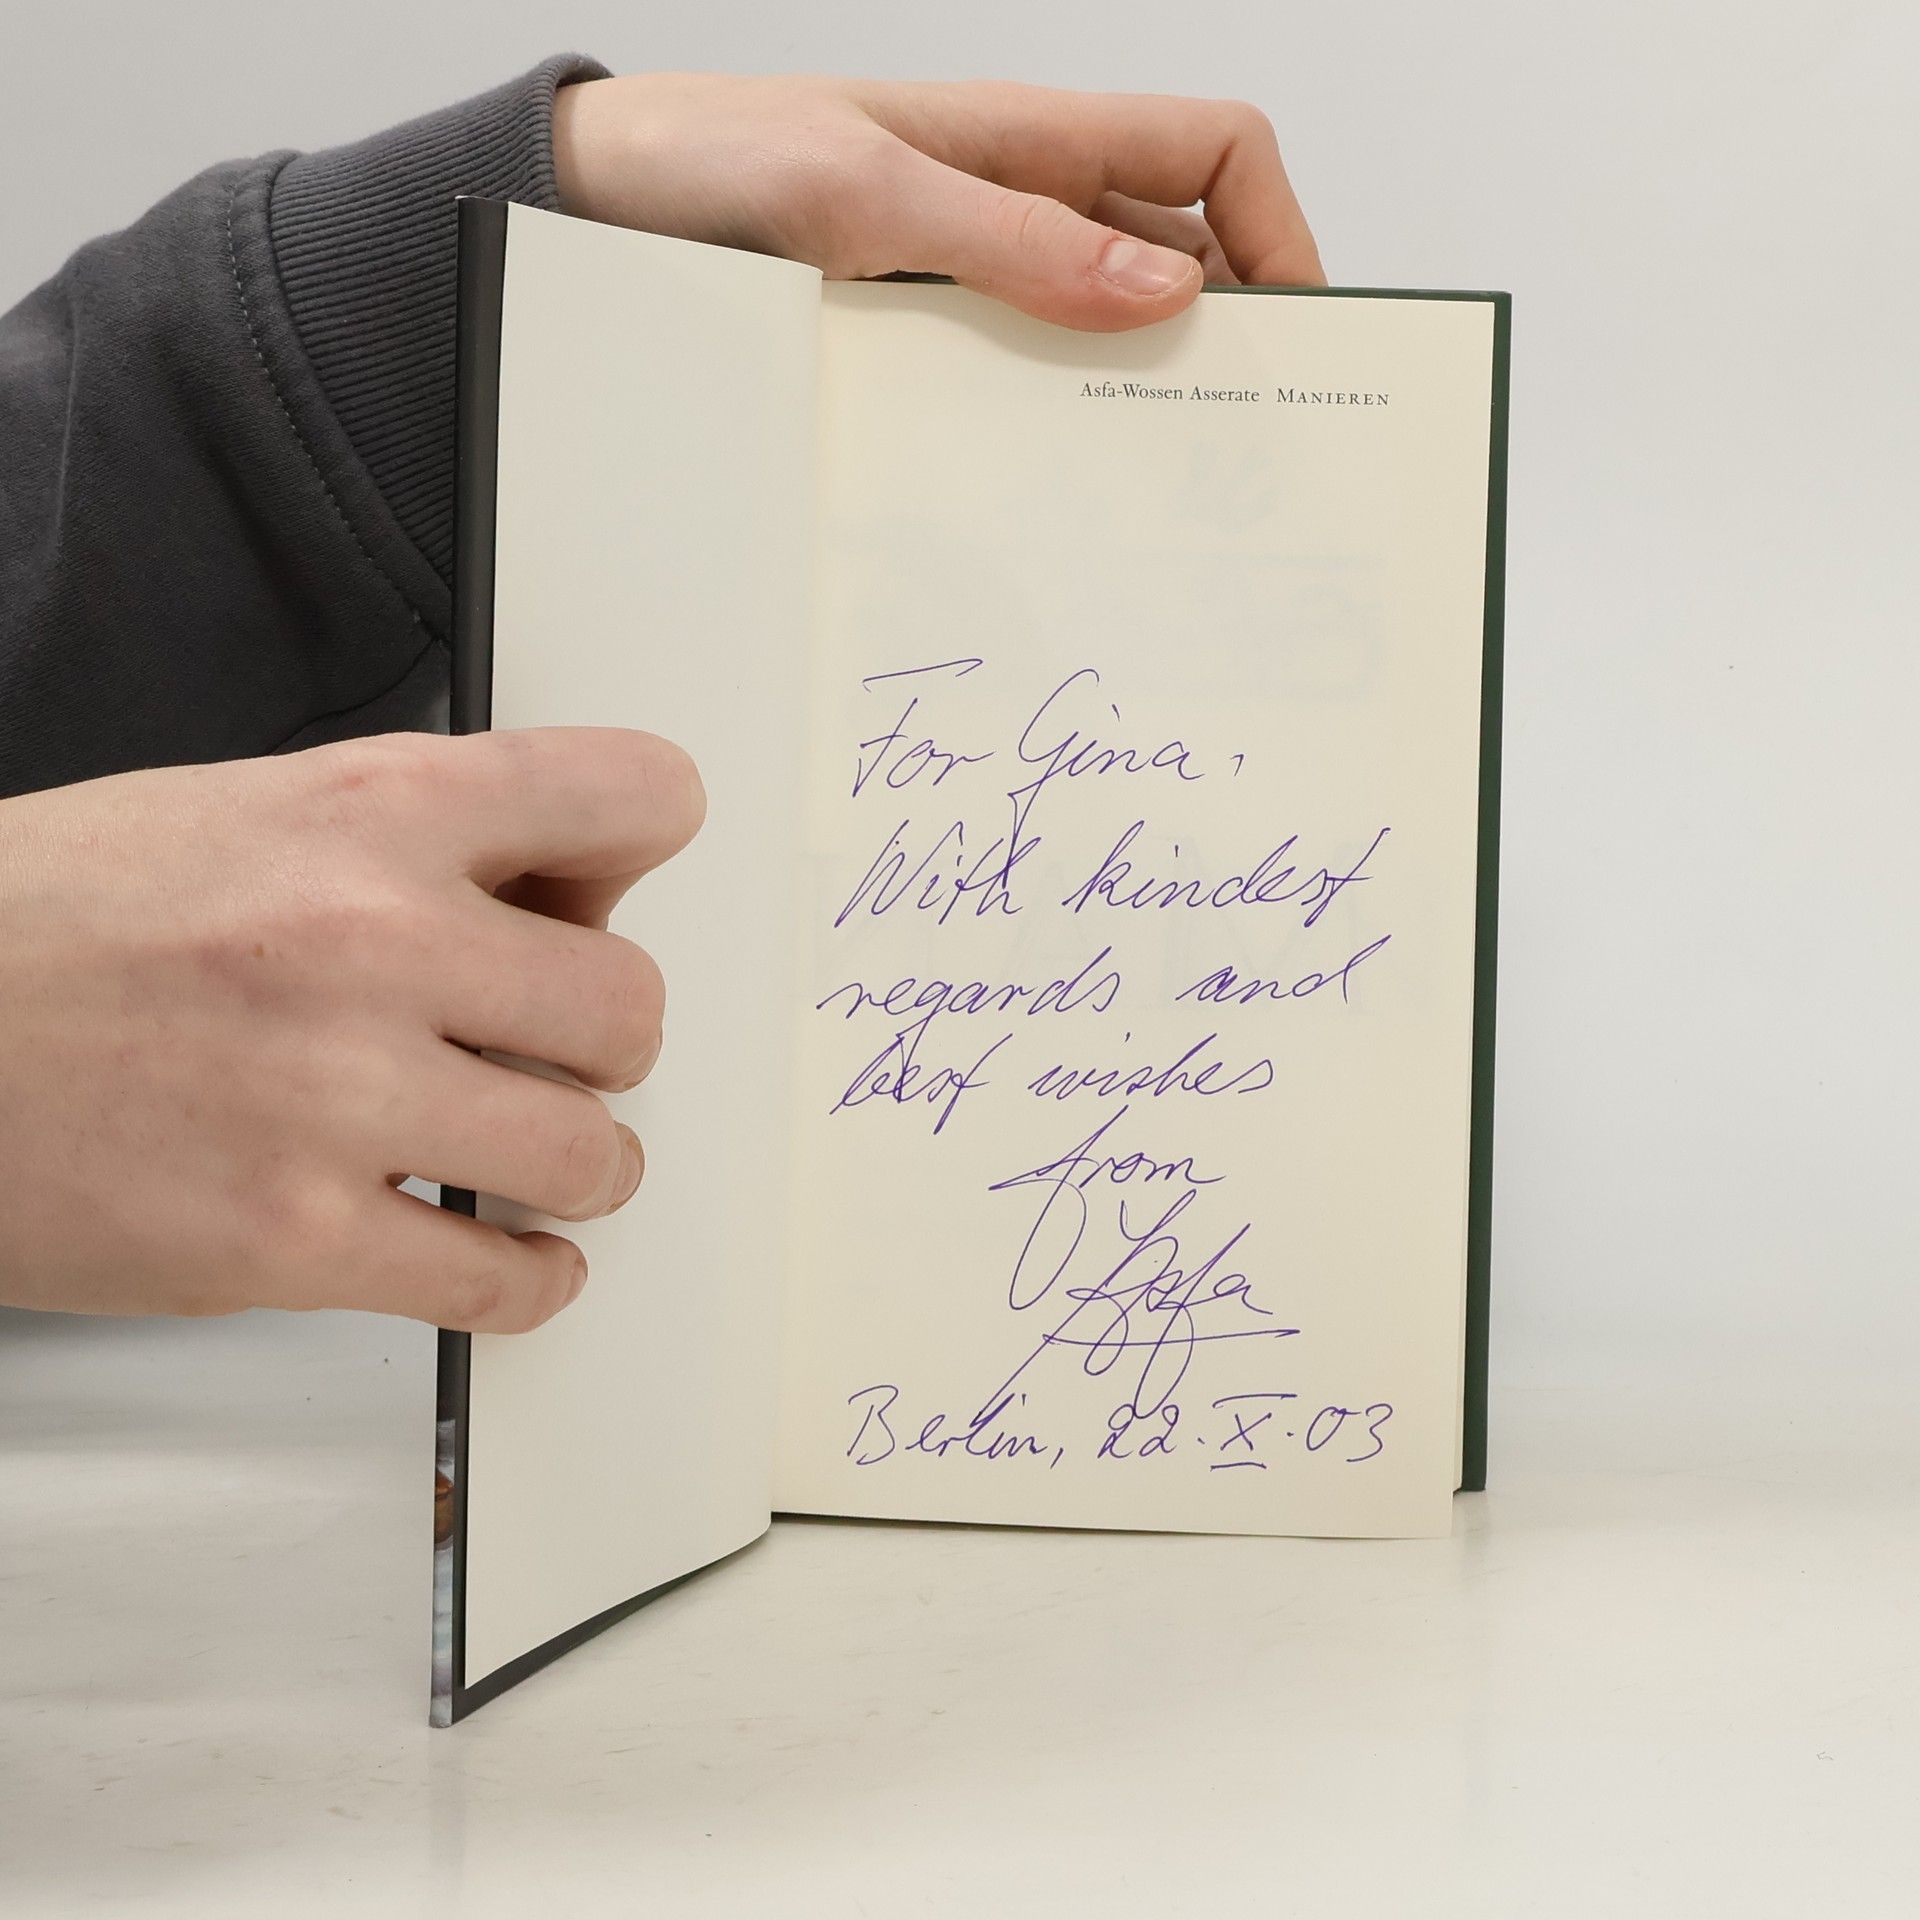 Asfa-Wossen Asserate MANIEREN
For Gina,
With kindest
regards and
best wishes
from
Asfa
Berlin, 22.X.03